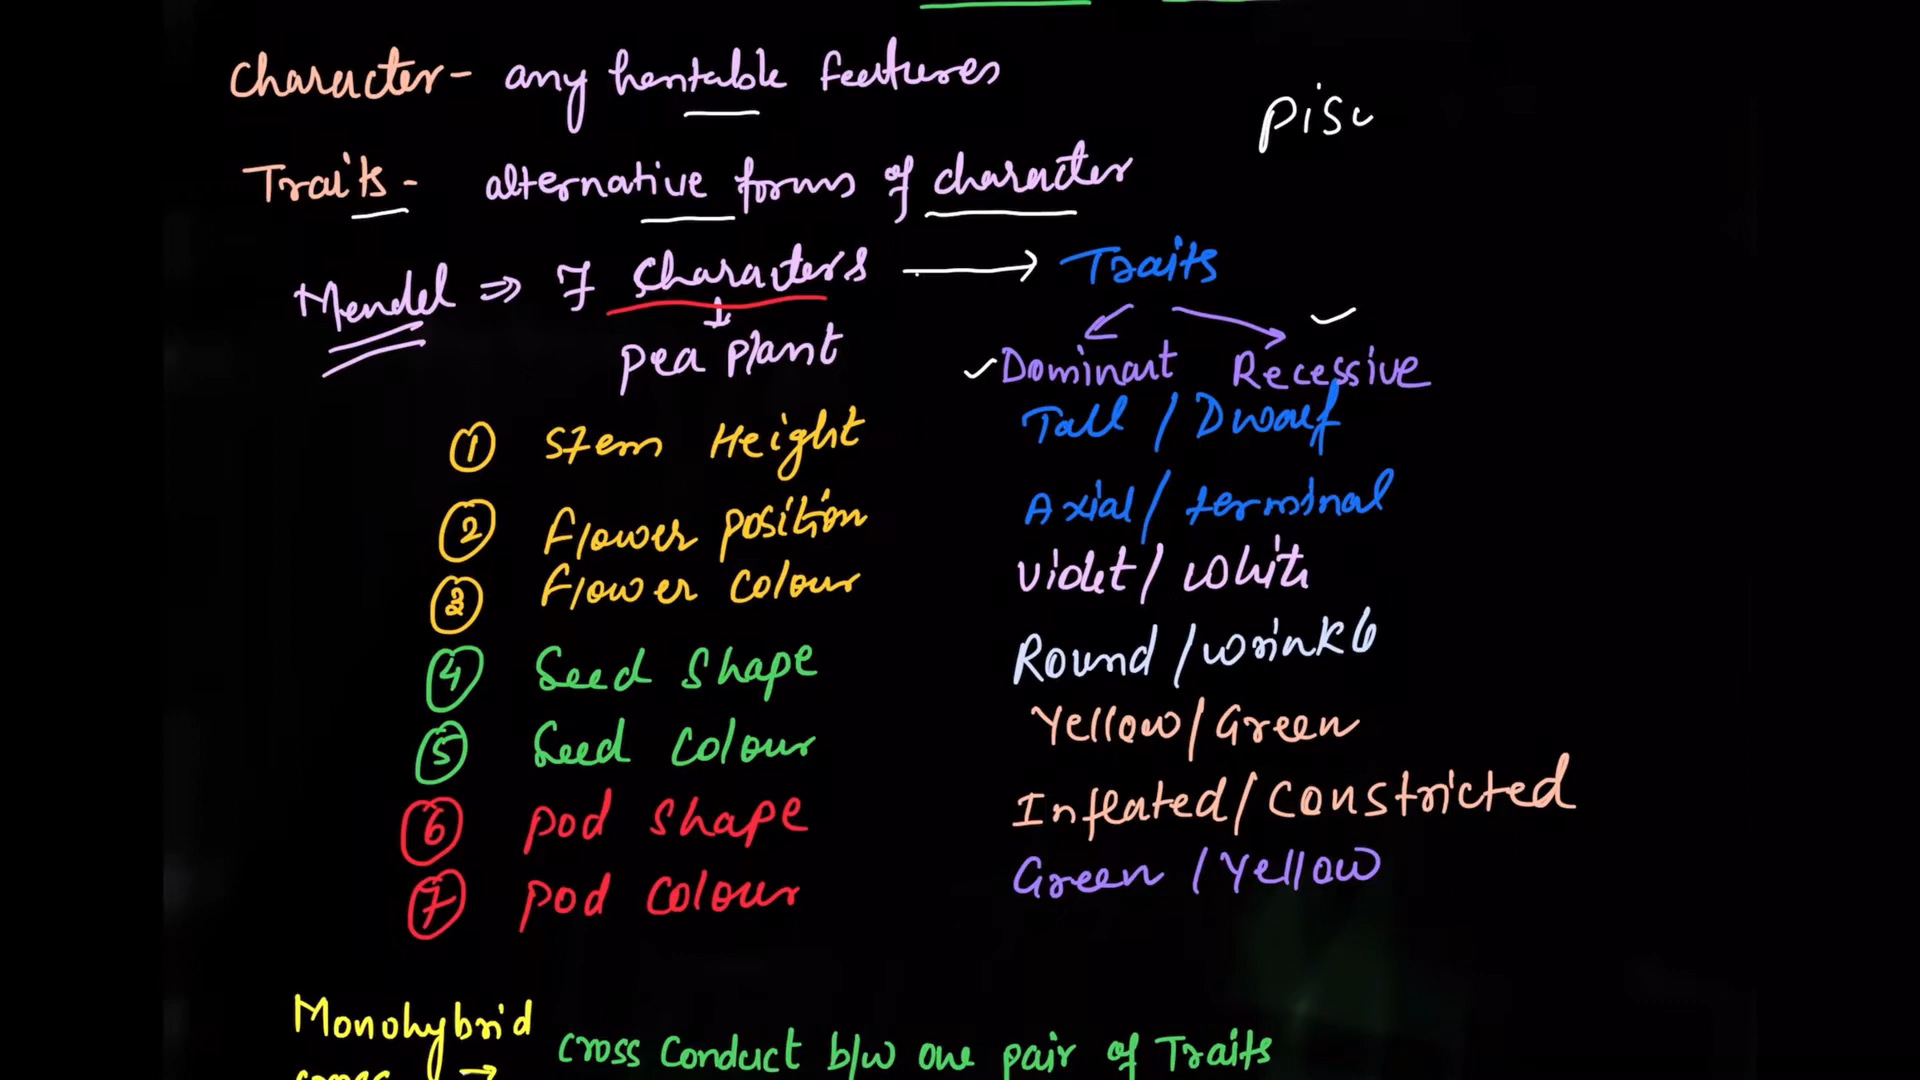 Character - any heritable features
Pisu
Traits - alternative forms of character
Mendel ⇒ 7 Characters → Traits
pea plant
Dominant Recessive
① Stem Height Tall / Dwarf
② Flower position Axial / terminal
③ Flower Colour Violet / White
④ Seed Shape Round / wrinkle
⑤ Seed Colour Yellow / Green
⑥ pod Shape Inflated / Constricted
⑦ pod Colour Green / Yellow
Monohybrid
→ cross Conduct b/w one pair of Traits